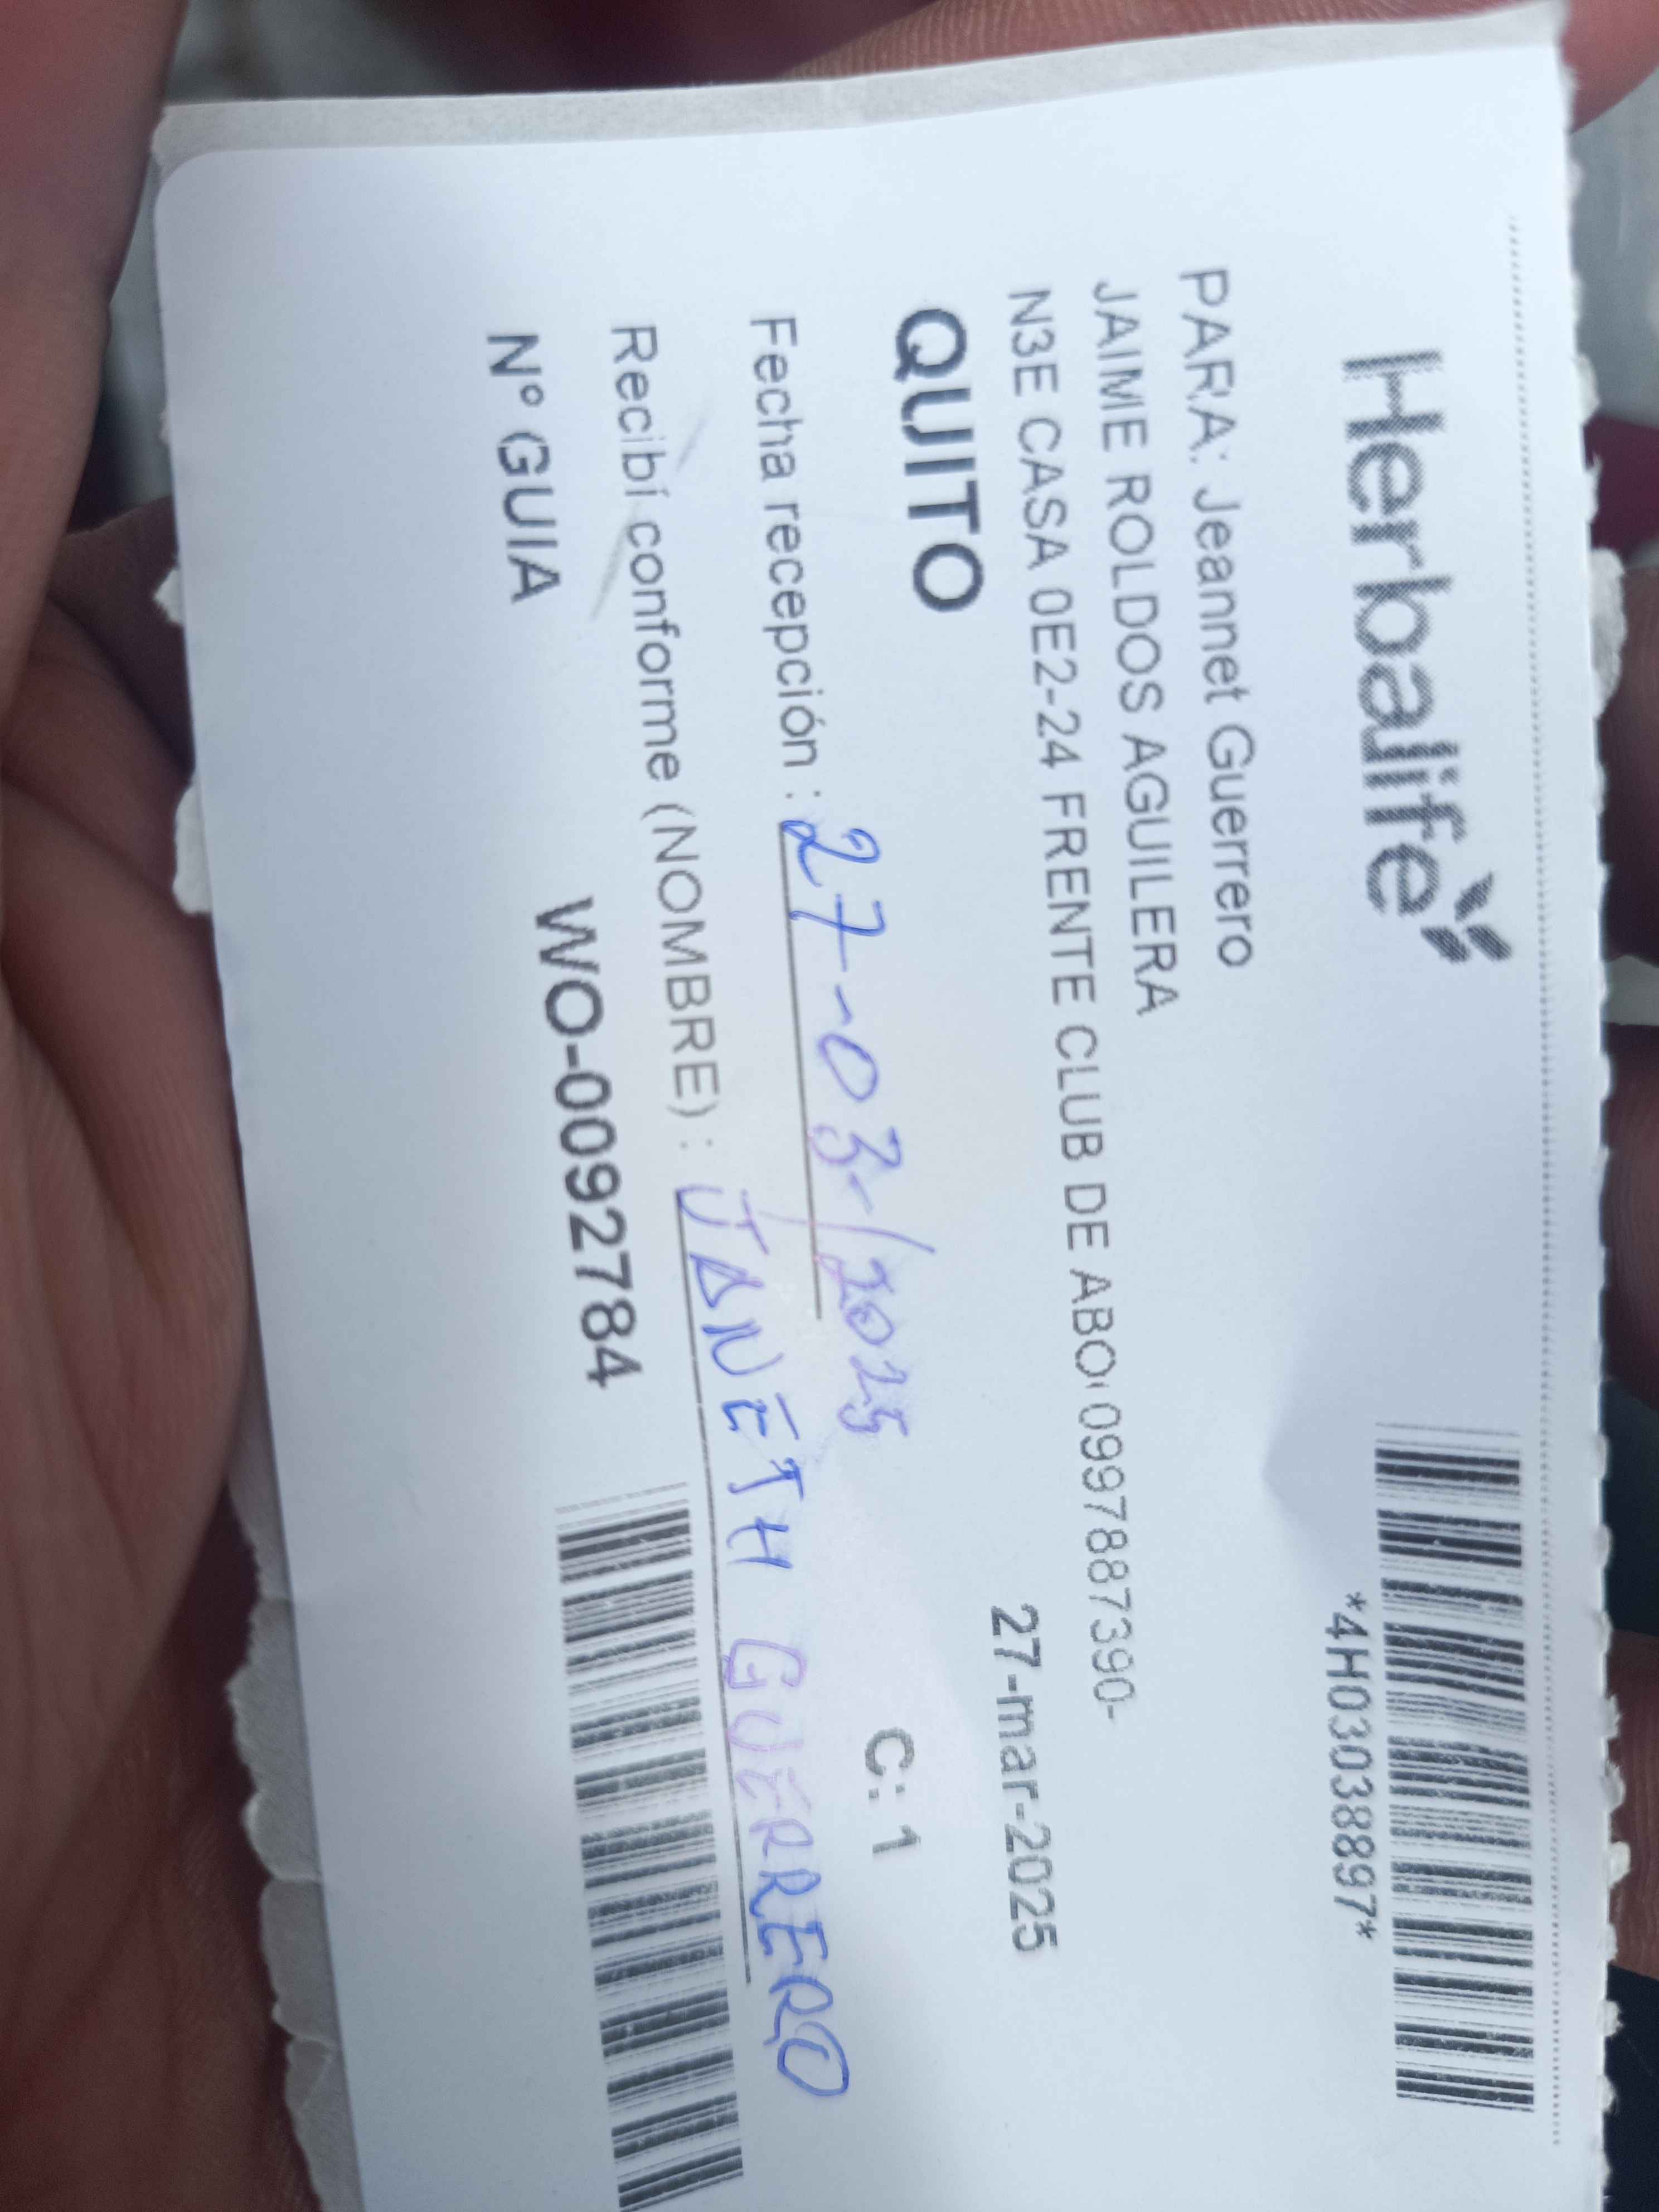 Herbalife
*4H03038897*
PARA: Jeannet Guerrero
JAIME ROLDOS AGUILERA
N3E CASA 0E2-24 FRENTE CLUB DE ABO 0997887390-
QUITO 27-mar-2025
C: 1
Fecha recepción : 27-03-/2025
Recibí conforme (NOMBRE) : JANETH GUERRERO
N° GUIA WO-0092784